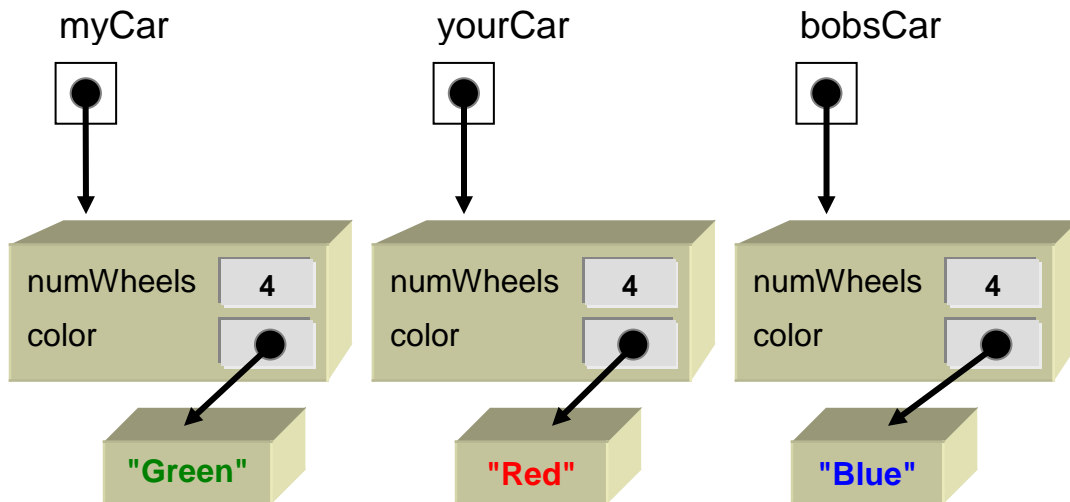 myCar yourCar bobsCar
numWheels 4 numWheels 4 numWheels 4
color color color
"Green" "Red" "Blue"